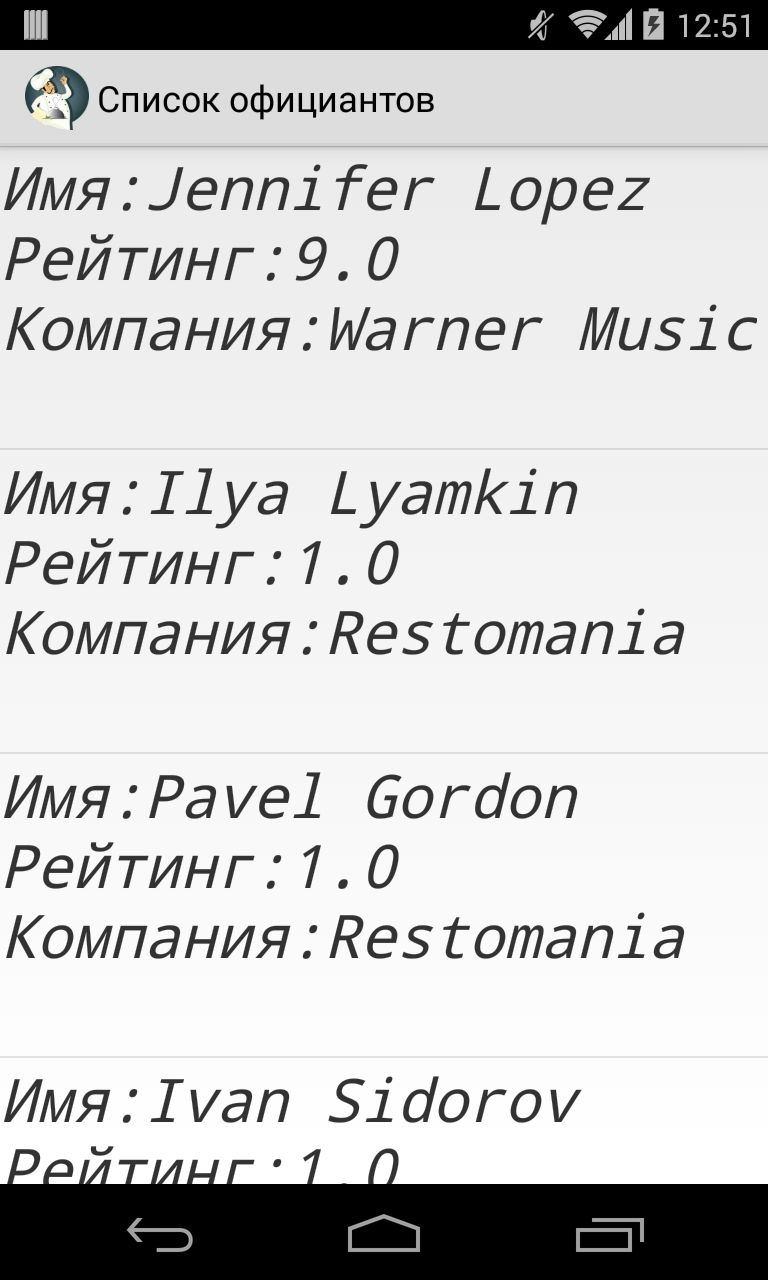 12:51
Список официантов
Имя:Jennifer Lopez
Рейтинг:9.0
Компания:Warner Music
Имя:Ilya Lyamkin
Рейтинг:1.0
Компания:Restomania
Имя:Pavel Gordon
Рейтинг:1.0
Компания:Restomania
Имя:Ivan Sidorov
Рейтинг:1.0